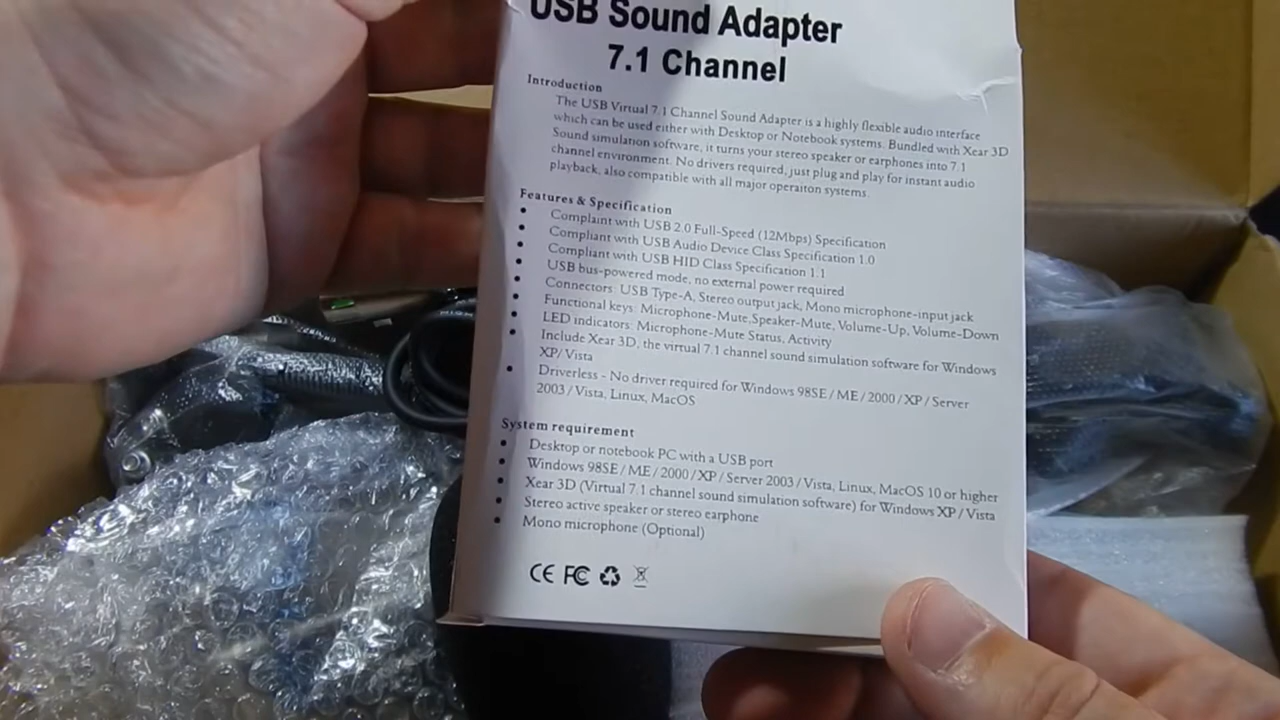 USB Sound Adapter
7.1 Channel
Introduction
The USB Virtual 7.1 Channel Sound Adapter is a highly flexible audio interface
which can be used either with Desktop or Notebook systems. Bundled with Xear 3D
Sound simulation software, it turns your stereo speaker or earphones into 7.1
channel environment. No drivers required, just plug and play for instant audio
playback, also compatible with all major operaiton systems.
Features & Specification
• Complaint with USB 2.0 Full-Speed (12Mbps) Specification
• Compliant with USB Audio Device Class Specification 1.0
• Compliant with USB HID Class Specification 1.1
• USB bus-powered mode, no external power required
• Connectors: USB Type-A, Stereo output jack, Mono microphone-input jack
• Functional keys: Microphone-Mute,Speaker-Mute, Volume-Up, Volume-Down
• LED indicators: Microphone-Mute Status, Activity
• Include Xear 3D, the virtual 7.1 channel sound simulation software for Windows
XP/Vista
• Driverless - No driver required for Windows 98SE / ME / 2000 / XP / Server
2003 / Vista, Linux, MacOS
System requirement
• Desktop or notebook PC with a USB port
• Windows 98SE / ME / 2000 / XP / Server 2003 / Vista, Linux, MacOS 10 or higher
• Xear 3D (Virtual 7.1 channel sound simulation software) for Windows XP / Vista
• Stereo active speaker or stereo earphone
• Mono microphone (Optional)
CE FC